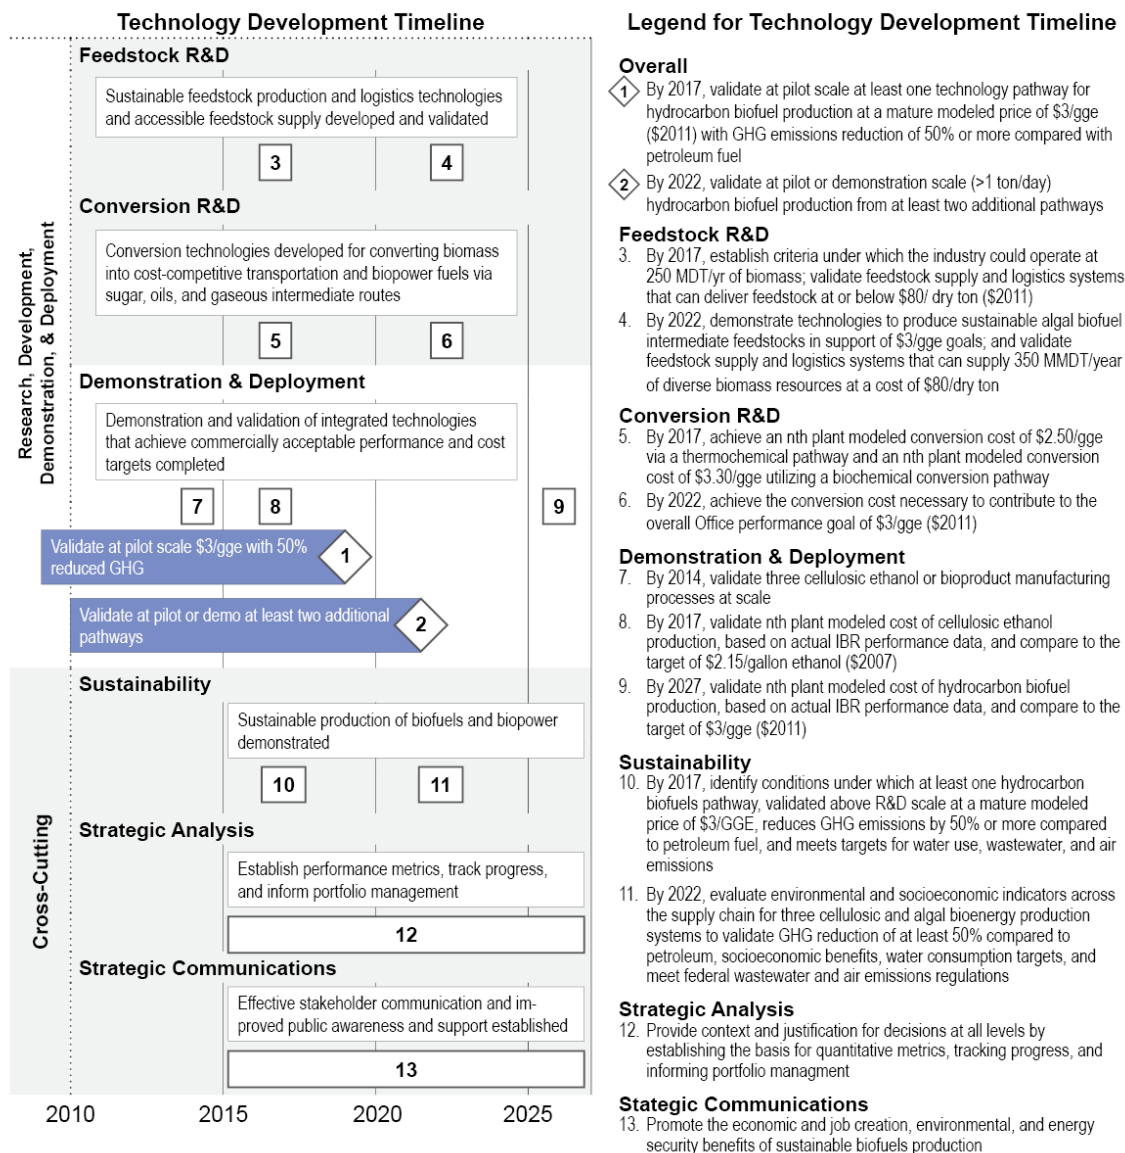 Technology Development Timeline
Research, Development,
Demonstration, & Deployment
Feedstock R&D
Sustainable feedstock production and logistics technologies
and accessible feedstock supply developed and validated
3
4
Conversion R&D
Conversion technologies developed for converting biomass
into cost-competitive transportation and biopower fuels via
sugar, oils, and gaseous intermediate routes
5
6
Demonstration & Deployment
Demonstration and validation of integrated technologies
that achieve commercially acceptable performance and cost
targets completed
7
8
9
Validate at pilot scale $3/gge with 50%
reduced GHG
1
Validate at pilot or demo at least two additional
pathways
2
Cross-Cutting
Sustainability
Sustainable production of biofuels and biopower
demonstrated
10
11
Strategic Analysis
Establish performance metrics, track progress,
and inform portfolio management
12
Strategic Communications
Effective stakeholder communication and im-
proved public awareness and support established
13
2010
2015
2020
2025
Legend for Technology Development Timeline
Overall
1 By 2017, validate at pilot scale at least one technology pathway for
hydrocarbon biofuel production at a mature modeled price of $3/gge
($2011) with GHG emissions reduction of 50% or more compared with
petroleum fuel
2 By 2022, validate at pilot or demonstration scale (>1 ton/day)
hydrocarbon biofuel production from at least two additional pathways
Feedstock R&D
3. By 2017, establish criteria under which the industry could operate at
250 MDT/yr of biomass; validate feedstock supply and logistics systems
that can deliver feedstock at or below $80/ dry ton ($2011)
4. By 2022, demonstrate technologies to produce sustainable algal biofuel
intermediate feedstocks in support of $3/gge goals; and validate
feedstock supply and logistics systems that can supply 350 MMDT/year
of diverse biomass resources at a cost of $80/dry ton
Conversion R&D
5. By 2017, achieve an nth plant modeled conversion cost of $2.50/gge
via a thermochemical pathway and an nth plant modeled conversion
cost of $3.30/gge utilizing a biochemical conversion pathway
6. By 2022, achieve the conversion cost necessary to contribute to the
overall Office performance goal of $3/gge ($2011)
Demonstration & Deployment
7. By 2014, validate three cellulosic ethanol or bioproduct manufacturing
processes at scale
8. By 2017, validate nth plant modeled cost of cellulosic ethanol
production, based on actual IBR performance data, and compare to the
target of $2.15/gallon ethanol ($2007)
9. By 2027, validate nth plant modeled cost of hydrocarbon biofuel
production, based on actual IBR performance data, and compare to the
target of $3/gge ($2011)
Sustainability
10. By 2017, identify conditions under which at least one hydrocarbon
biofuels pathway, validated above R&D scale at a mature modeled
price of $3/GGE, reduces GHG emissions by 50% or more compared
to petroleum fuel, and meets targets for water use, wastewater, and air
emissions
11. By 2022, evaluate environmental and socioeconomic indicators across
the supply chain for three cellulosic and algal bioenergy production
systems to validate GHG reduction of at least 50% compared to
petroleum, socioeconomic benefits, water consumption targets, and
meet federal wastewater and air emissions regulations
Strategic Analysis
12. Provide context and justification for decisions at all levels by
establishing the basis for quantitative metrics, tracking progress, and
informing portfolio managment
Stategic Communications
13. Promote the economic and job creation, environmental, and energy
security benefits of sustainable biofuels production